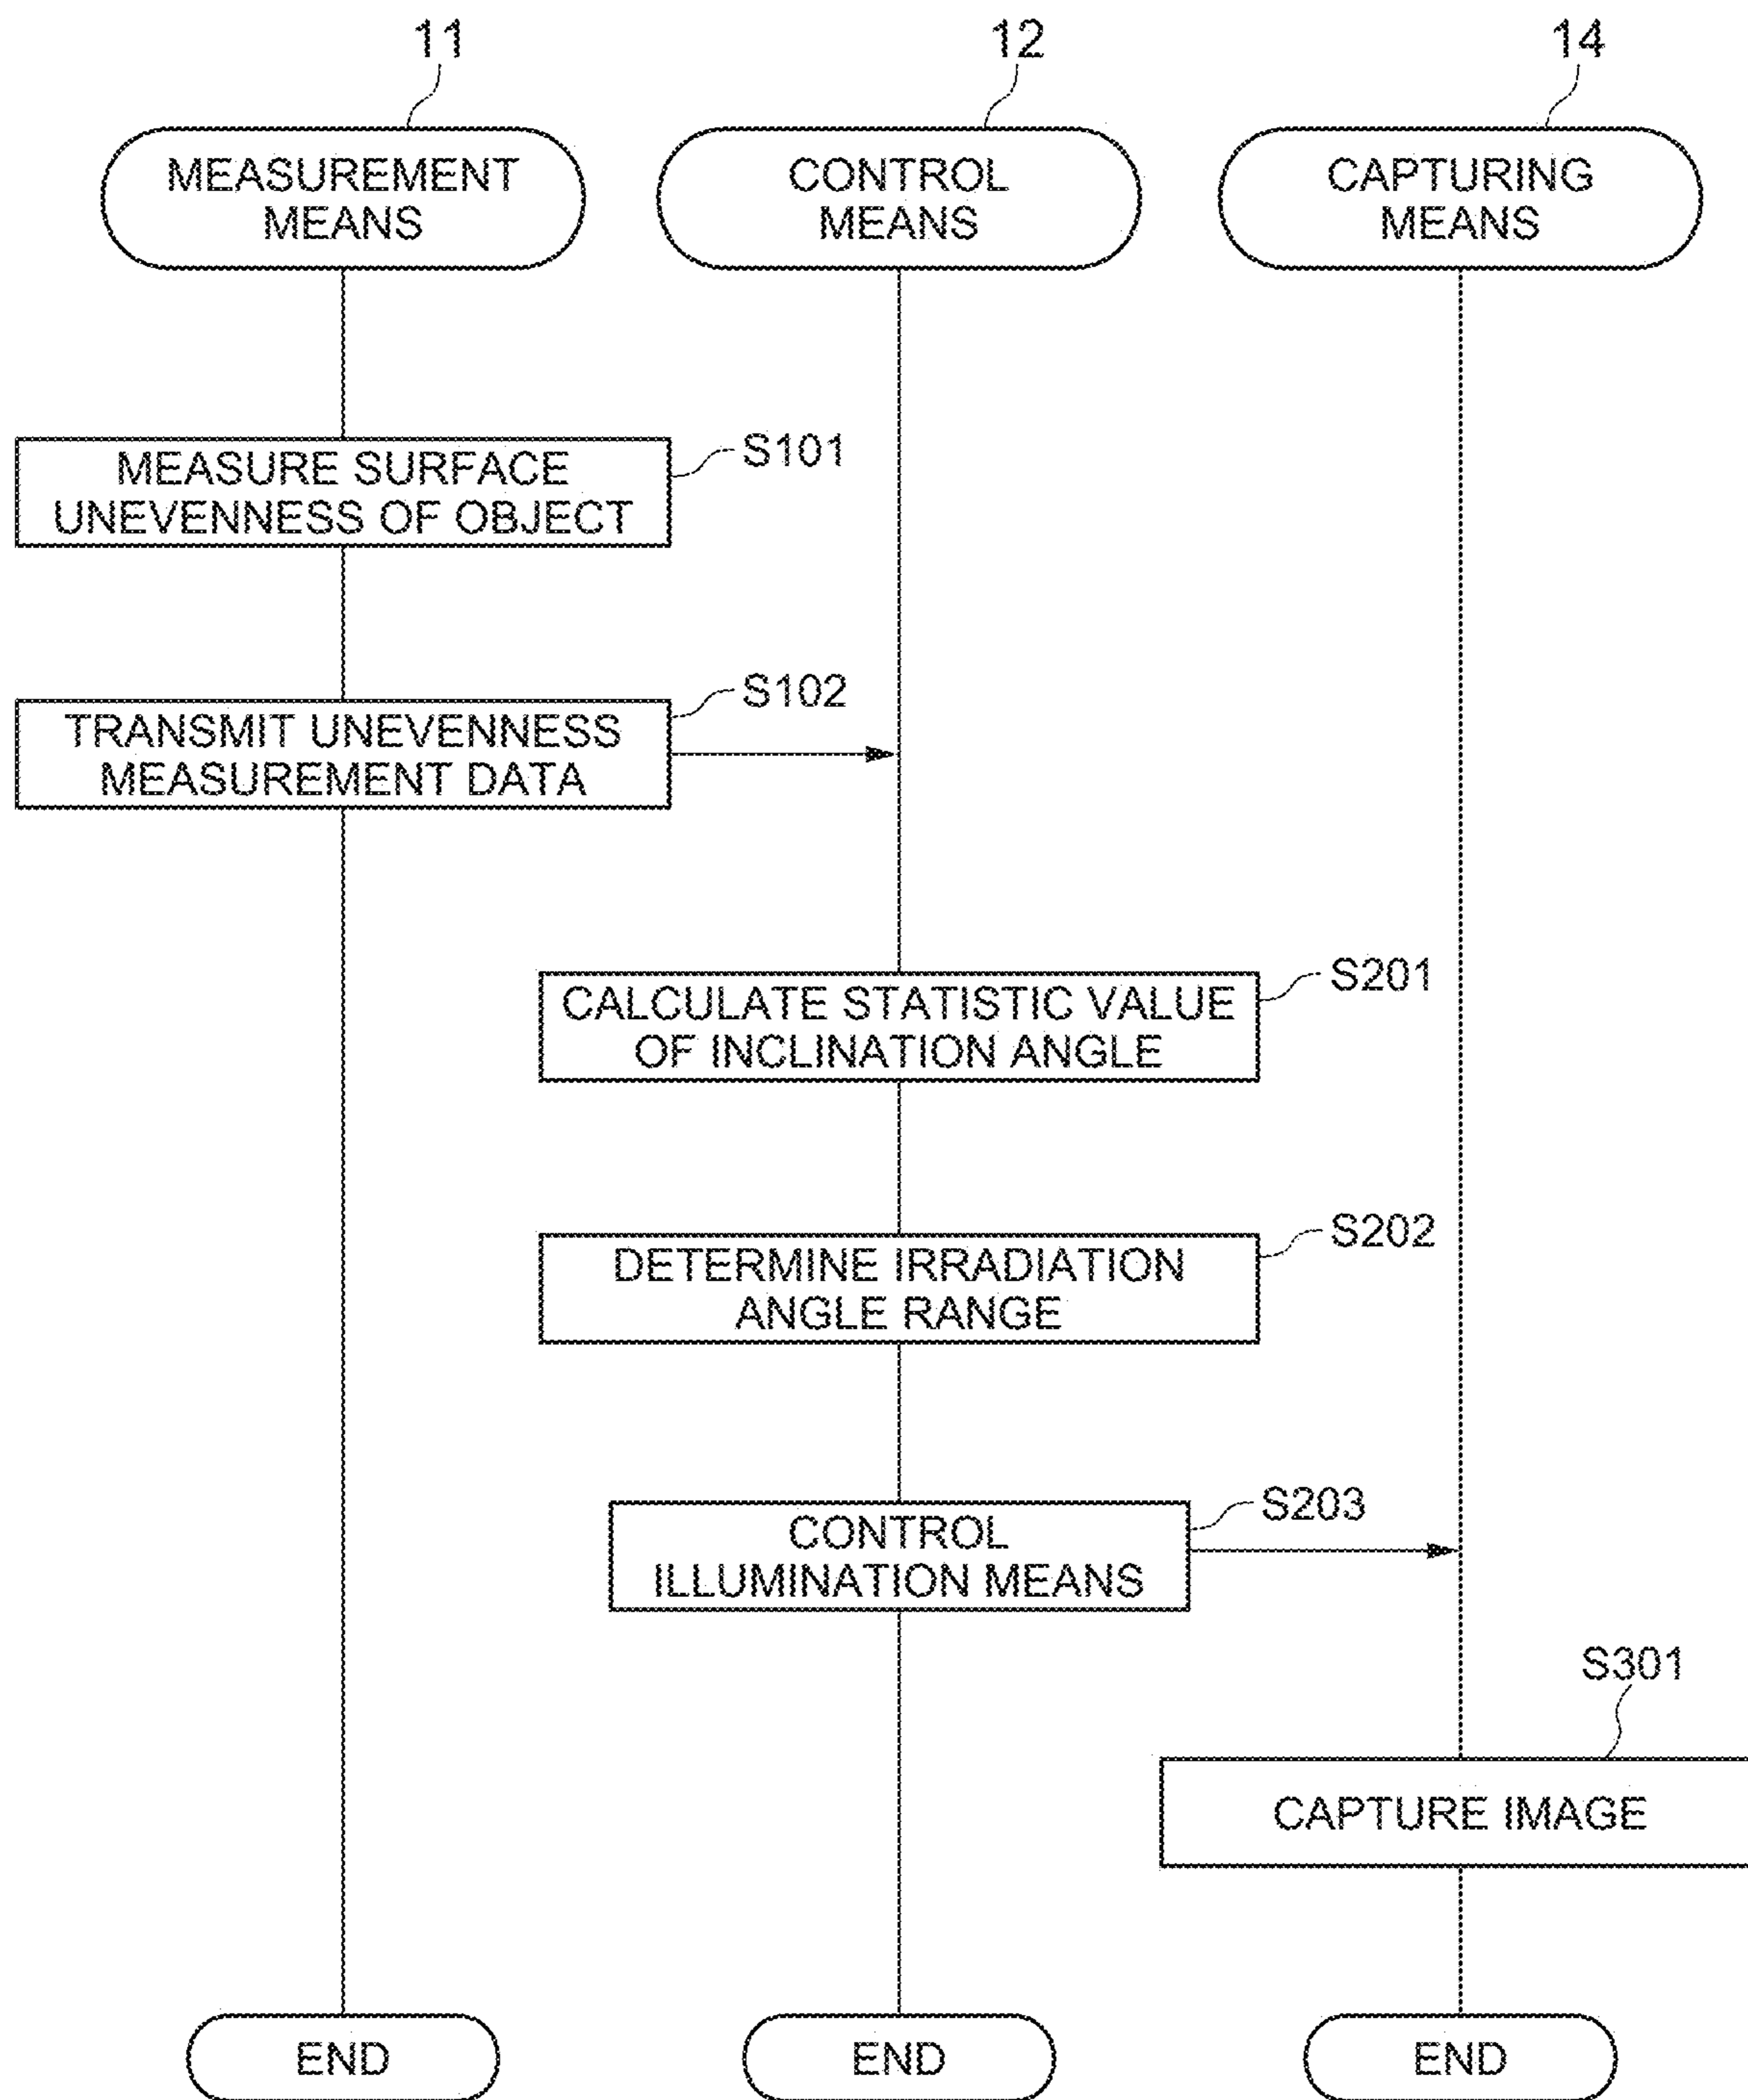 11
12
14
MEASUREMENT
MEANS
CONTROL
MEANS
CAPTURING
MEANS
S101
MEASURE SURFACE
UNEVENNESS OF OBJECT
S102
TRANSMIT UNEVENNESS
MEASUREMENT DATA
S201
CALCULATE STATISTIC VALUE
OF INCLINATION ANGLE
S202
DETERMINE IRRADIATION
ANGLE RANGE
S203
CONTROL
ILLUMINATION MEANS
S301
CAPTURE IMAGE
END
END
END